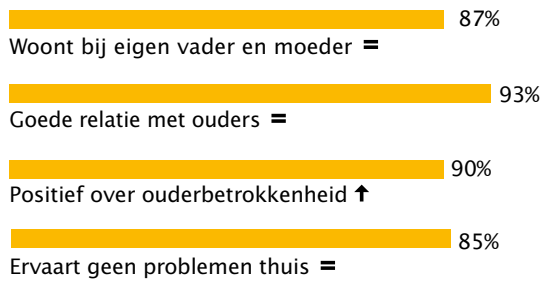 87%
Woont bij eigen vader en moeder =
93%
Goede relatie met ouders =
90%
Positief over ouderbetrokkenheid ↑
85%
Ervaart geen problemen thuis =